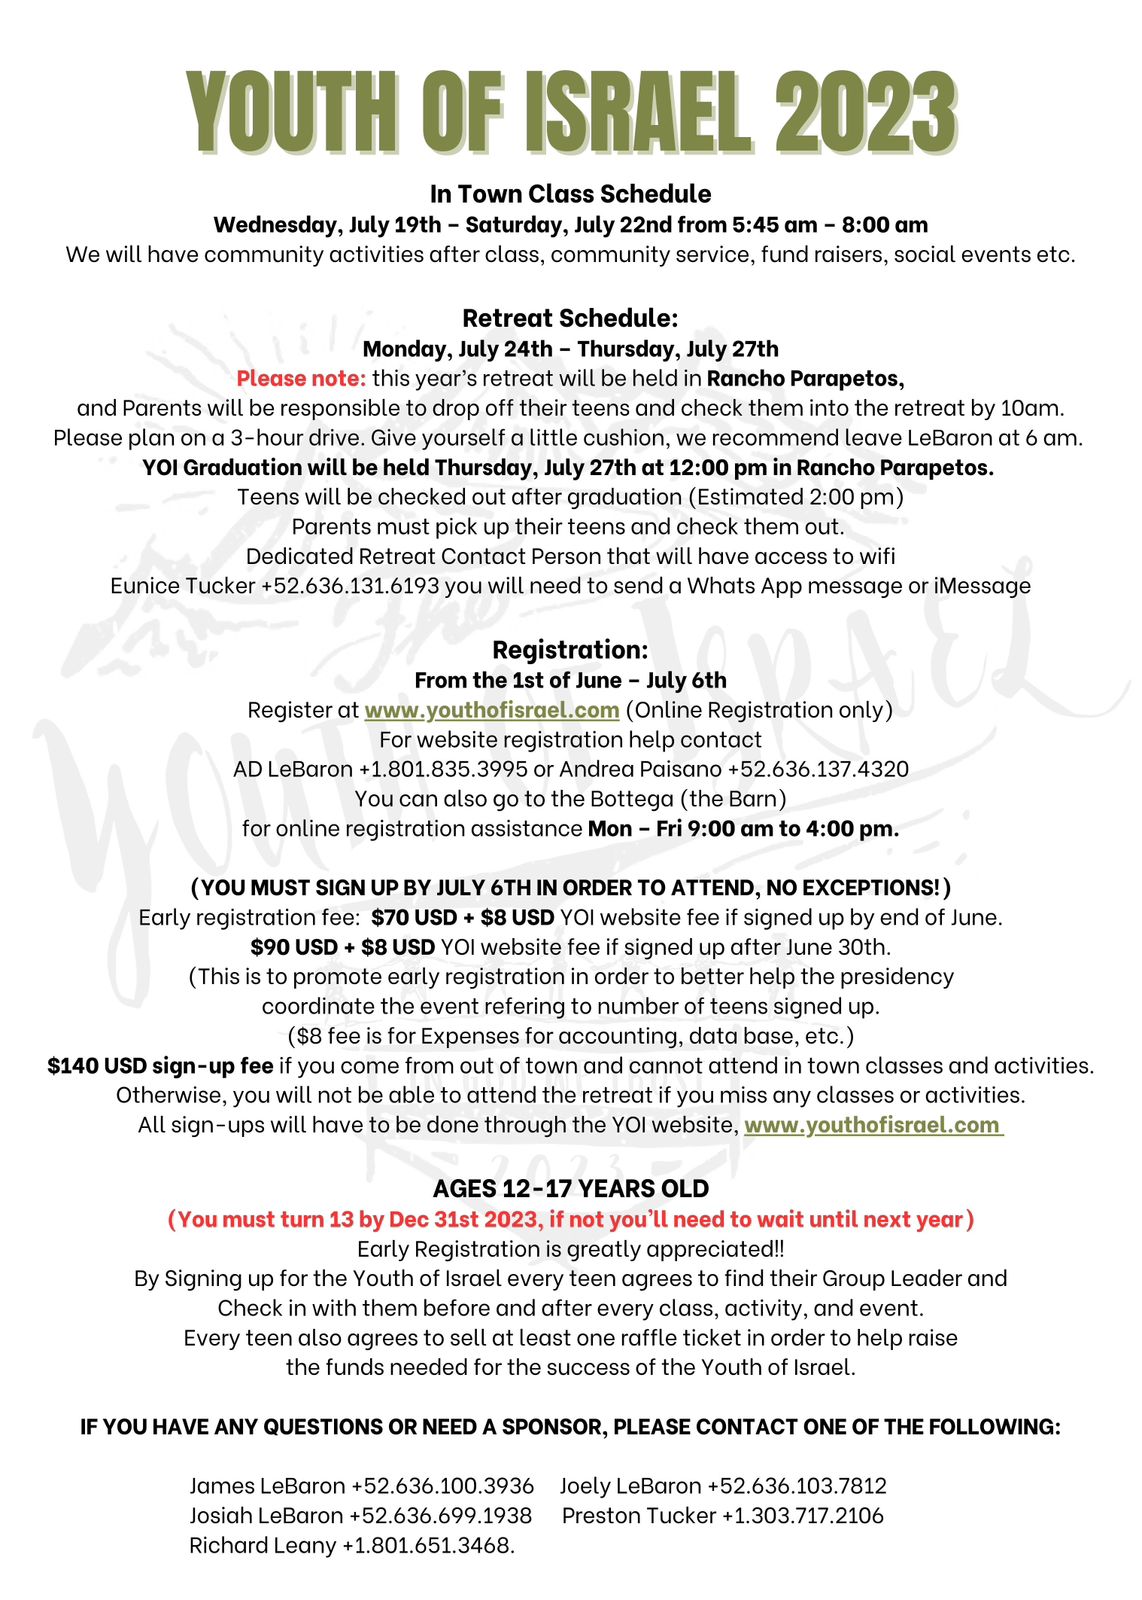 YOUTH OF ISRAEL 2023
In Town Class Schedule
Wednesday, July 19th – Saturday, July 22nd from 5:45 am – 8:00 am
We will have community activities after class, community service, fund raisers, social events etc.
Retreat Schedule:
Monday, July 24th – Thursday, July 27th
Please note: this year's retreat will be held in Rancho Parapetos,
and Parents will be responsible to drop off their teens and check them into the retreat by 10am.
Please plan on a 3-hour drive. Give yourself a little cushion, we recommend leave LeBaron at 6 am.
YOI Graduation will be held Thursday, July 27th at 12:00 pm in Rancho Parapetos.
Teens will be checked out after graduation (Estimated 2:00 pm)
Parents must pick up their teens and check them out.
Dedicated Retreat Contact Person that will have access to wifi
Eunice Tucker +52.636.131.6193 you will need to send a Whats App message or iMessage
The
YOUTH OF ISRAEL
Registration:
From the 1st of June – July 6th
Register at www.youthofisrael.com (Online Registration only)
For website registration help contact
AD LeBaron +1.801.835.3995 or Andrea Paisano +52.636.137.4320
You can also go to the Bottega (the Barn)
for online registration assistance Mon – Fri 9:00 am to 4:00 pm.
(YOU MUST SIGN UP BY JULY 6TH IN ORDER TO ATTEND, NO EXCEPTIONS!)
Early registration fee: $70 USD + $8 USD YOI website fee if signed up by end of June.
$90 USD + $8 USD YOI website fee if signed up after June 30th.
(This is to promote early registration in order to better help the presidency
coordinate the event refering to number of teens signed up.
($8 fee is for Expenses for accounting, data base, etc.)
$140 USD sign-up fee if you come from out of town and cannot attend in town classes and activities.
IN GOD WE TRUST
Otherwise, you will not be able to attend the retreat if you miss any classes or activities.
All sign-ups will have to be done through the YOI website, www.youthofisrael.com
2023
AGES 12-17 YEARS OLD
(You must turn 13 by Dec 31st 2023, if not you'll need to wait until next year)
Early Registration is greatly appreciated!!
By Signing up for the Youth of Israel every teen agrees to find their Group Leader and
Check in with them before and after every class, activity, and event.
Every teen also agrees to sell at least one raffle ticket in order to help raise
the funds needed for the success of the Youth of Israel.
IF YOU HAVE ANY QUESTIONS OR NEED A SPONSOR, PLEASE CONTACT ONE OF THE FOLLOWING:
James LeBaron +52.636.100.3936 Joely LeBaron +52.636.103.7812
Josiah LeBaron +52.636.699.1938 Preston Tucker +1.303.717.2106
Richard Leany +1.801.651.3468.